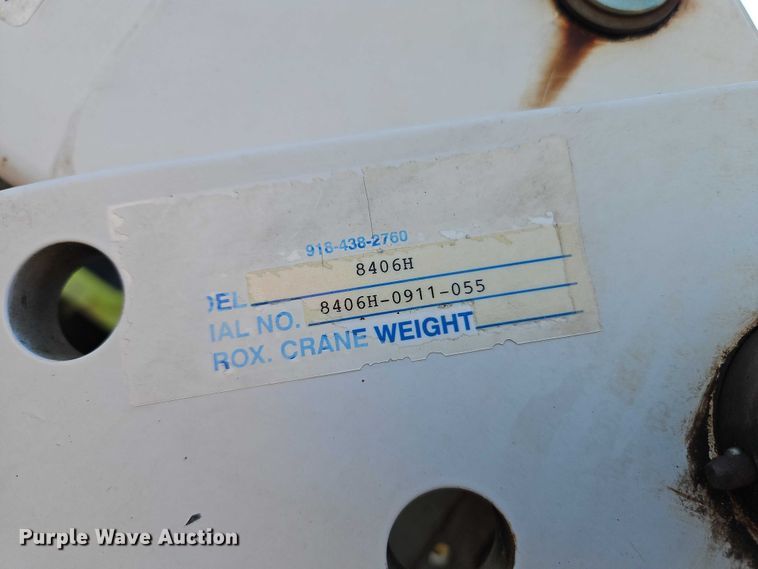 918-438-2760
DEL 8406H
IAL NO. 8406H-0911-055
ROX. CRANE WEIGHT
Purple Wave Auction